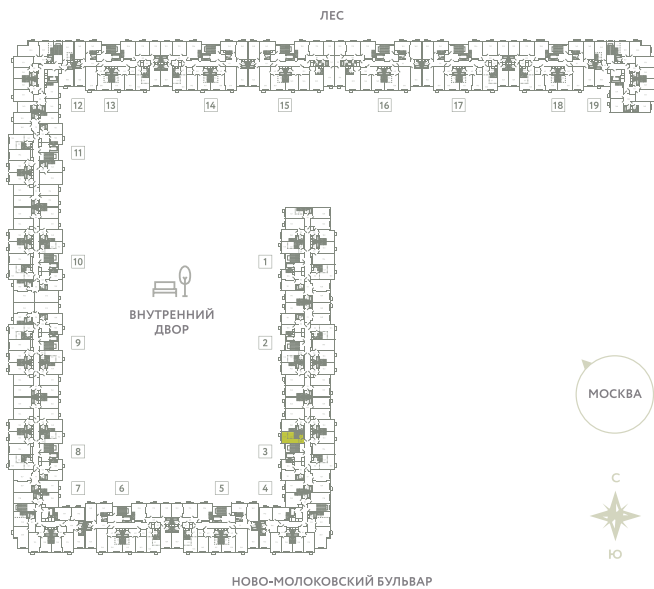 ЛЕС
12 13 14 15 16 17 18 19
11
10 1
ВНУТРЕННИЙ
ДВОР
9 2
МОСКВА
8 3
7 6 5 4
С
Ю
НОВО-МОЛОКОВСКИЙ БУЛЬВАР